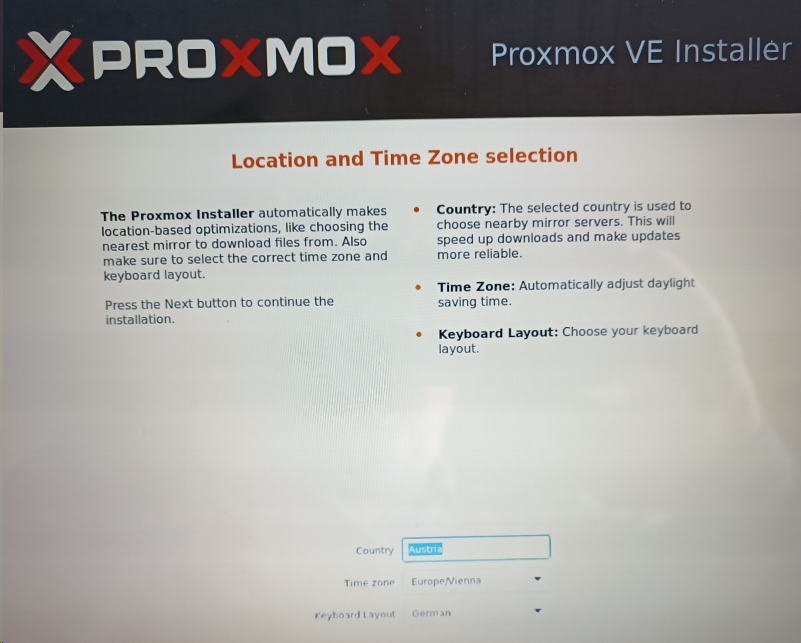 PROXMOX
Proxmox VE Installer
Location and Time Zone selection
The Proxmox Installer automatically makes
location-based optimizations, like choosing the
nearest mirror to download files from. Also
make sure to select the correct time zone and
keyboard layout.
Press the Next button to continue the
installation.
• Country: The selected country is used to
choose nearby mirror servers. This will
speed up downloads and make updates
more reliable.
• Time Zone: Automatically adjust daylight
saving time.
• Keyboard Layout: Choose your keyboard
layout.
Country Austria
Time zone Europe/Vienna
Keyboard Layout German